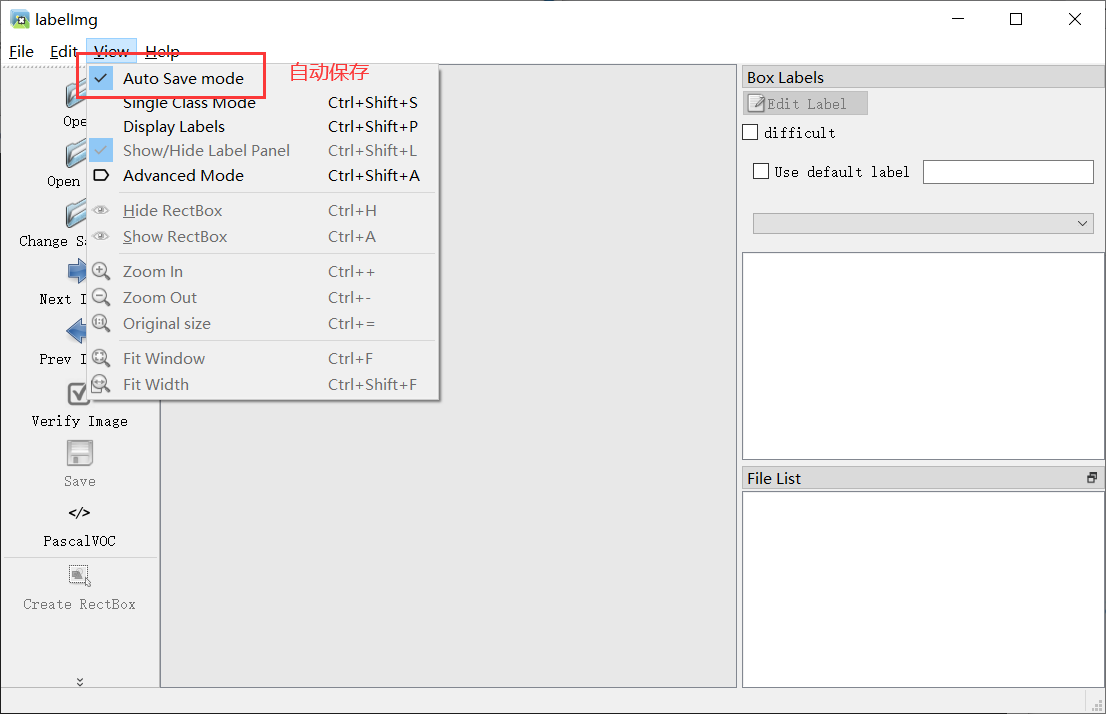 labelImg
File Edit View Help
Auto Save mode
自动保存
Single Class Mode Ctrl+Shift+S
Display Labels Ctrl+Shift+P
Show/Hide Label Panel Ctrl+Shift+L
Advanced Mode Ctrl+Shift+A
Hide RectBox Ctrl+H
Show RectBox Ctrl+A
Zoom In Ctrl++
Zoom Out Ctrl+-
Original size Ctrl+=
Fit Window Ctrl+F
Fit Width Ctrl+Shift+F
Ope
Open
Change Sa
Next I
Prev I
Verify Image
Save
</>
PascalVOC
Create RectBox
Box Labels
Edit Label
difficult
Use default label
File List